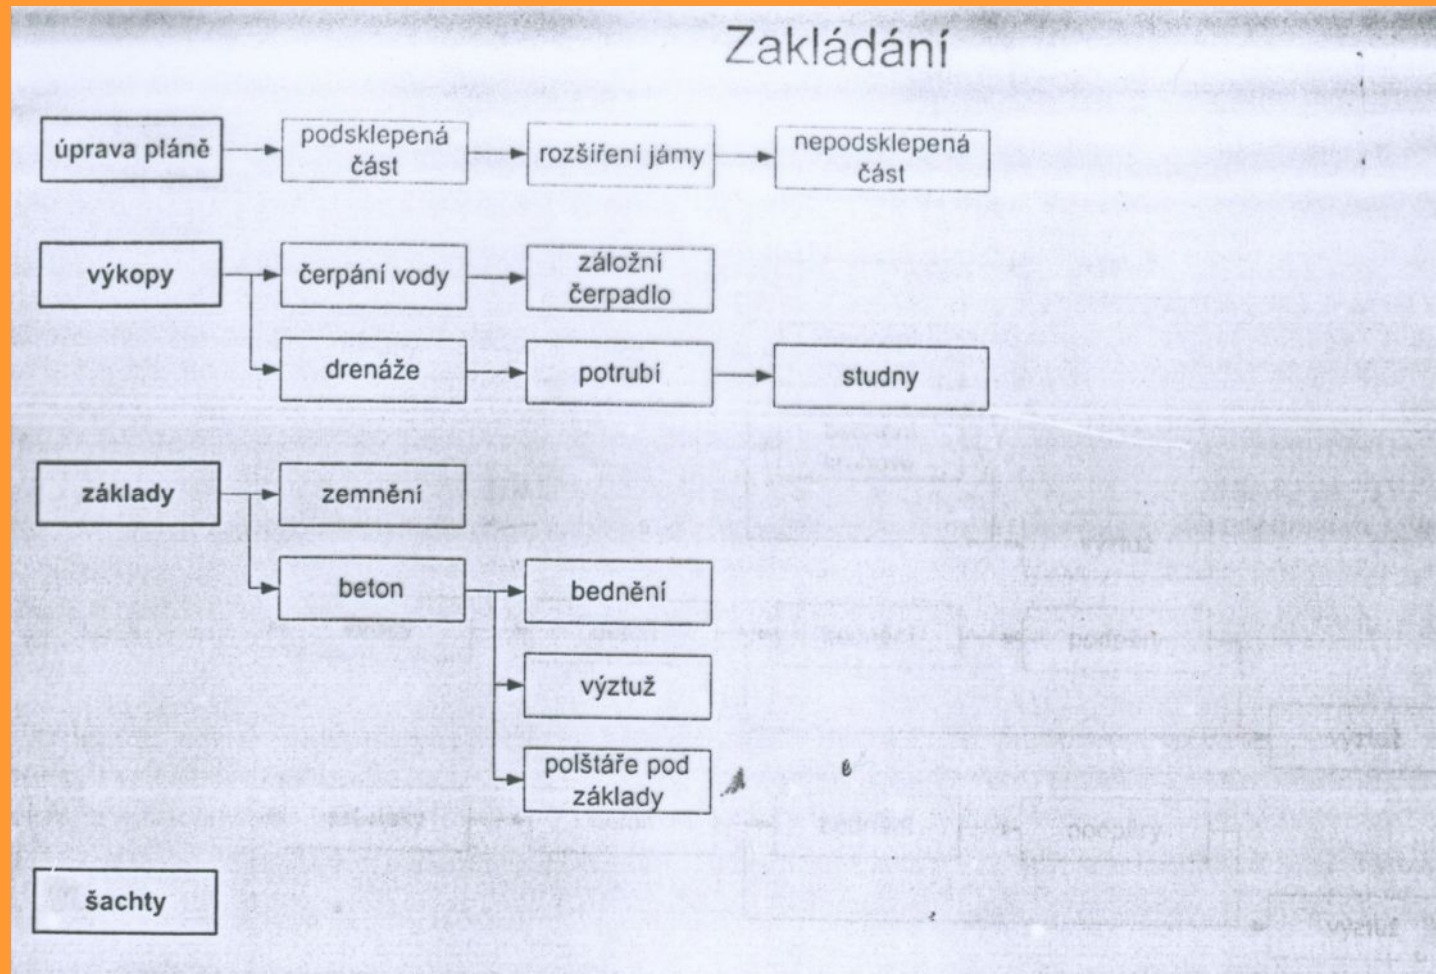 Zakládání
úprava pláně
podsklepená
část
rozšíření jámy
nepodsklepená
část
výkopy
čerpání vody
záložní
čerpadlo
drenáže
potrubí
studny
základy
zemnění
beton
bednění
výztuž
polštáře pod
základy
šachty